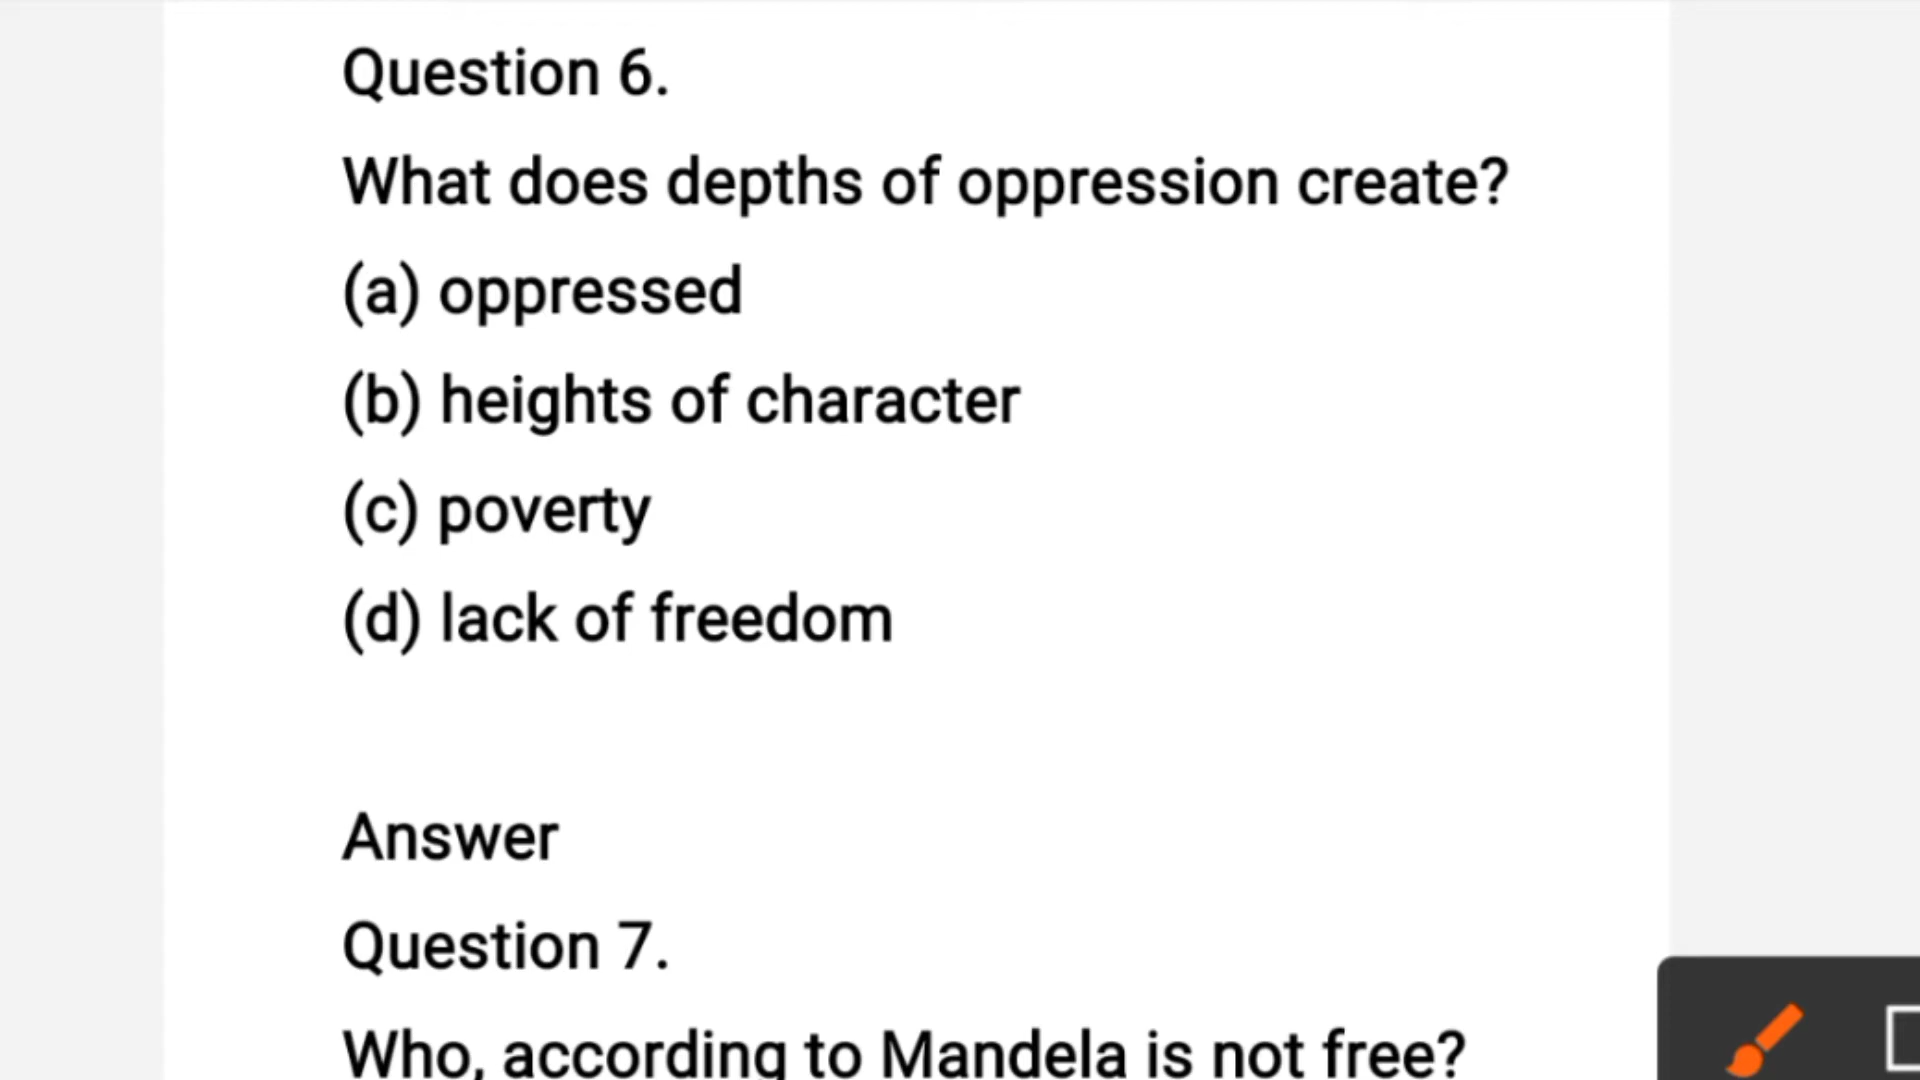 Question 6.
What does depths of oppression create?
(a) oppressed
(b) heights of character
(c) poverty
(d) lack of freedom
Answer
Question 7.
Who, according to Mandela is not free?